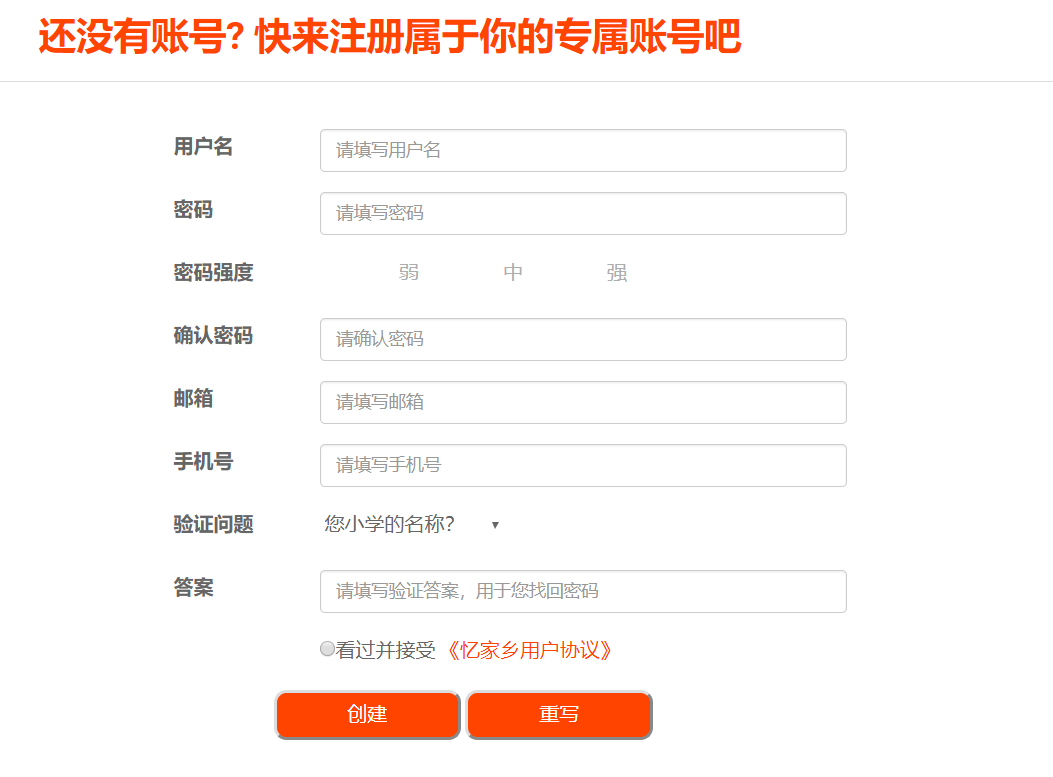 还没有账号? 快来注册属于你的专属账号吧
用户名 请填写用户名
密码 请填写密码
密码强度 弱 中 强
确认密码 请确认密码
邮箱 请填写邮箱
手机号 请填写手机号
验证问题 您小学的名称? ▼
答案 请填写验证答案，用于您找回密码
看过并接受 《忆家乡用户协议》
创建 重写